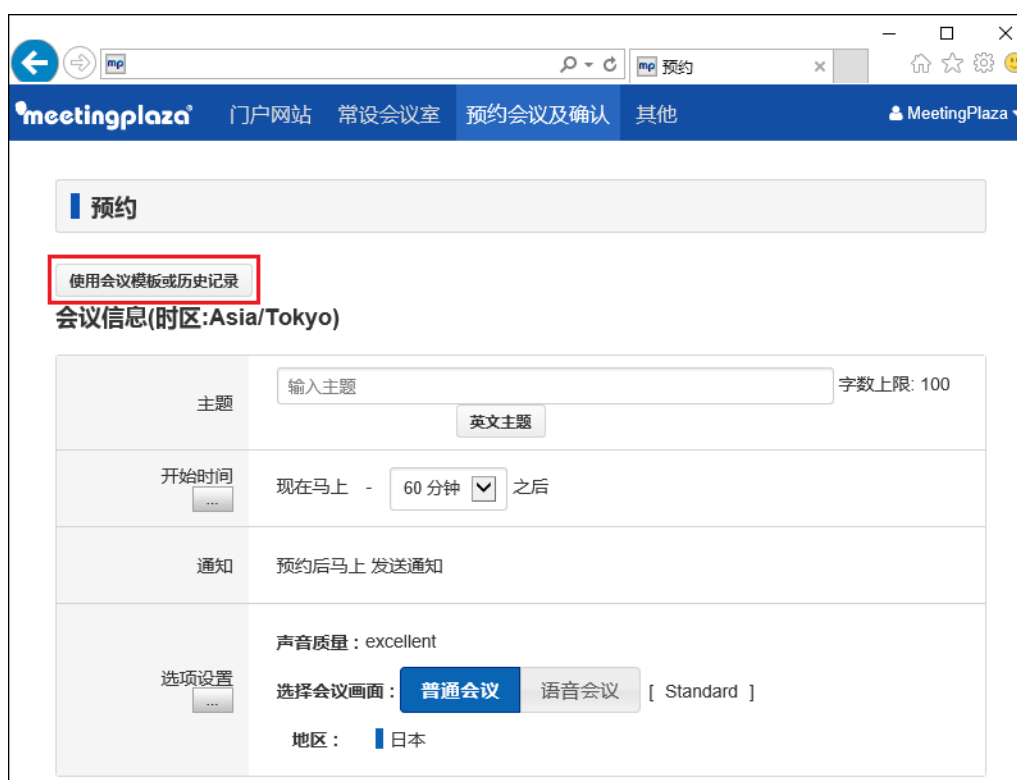 mp
mp 预约
meetingplaza 门户网站 常设会议室 预约会议及确认 其他 MeetingPlaza
预约
使用会议模板或历史记录
会议信息(时区:Asia/Tokyo)
主题 输入主题 字数上限: 100
英文主题
开始时间 现在马上 - 60 分钟 之后
...
通知 预约后马上 发送通知
声音质量 : excellent
选项设置
...
选择会议画面 : 普通会议 语音会议 [ Standard ]
地区 : 日本